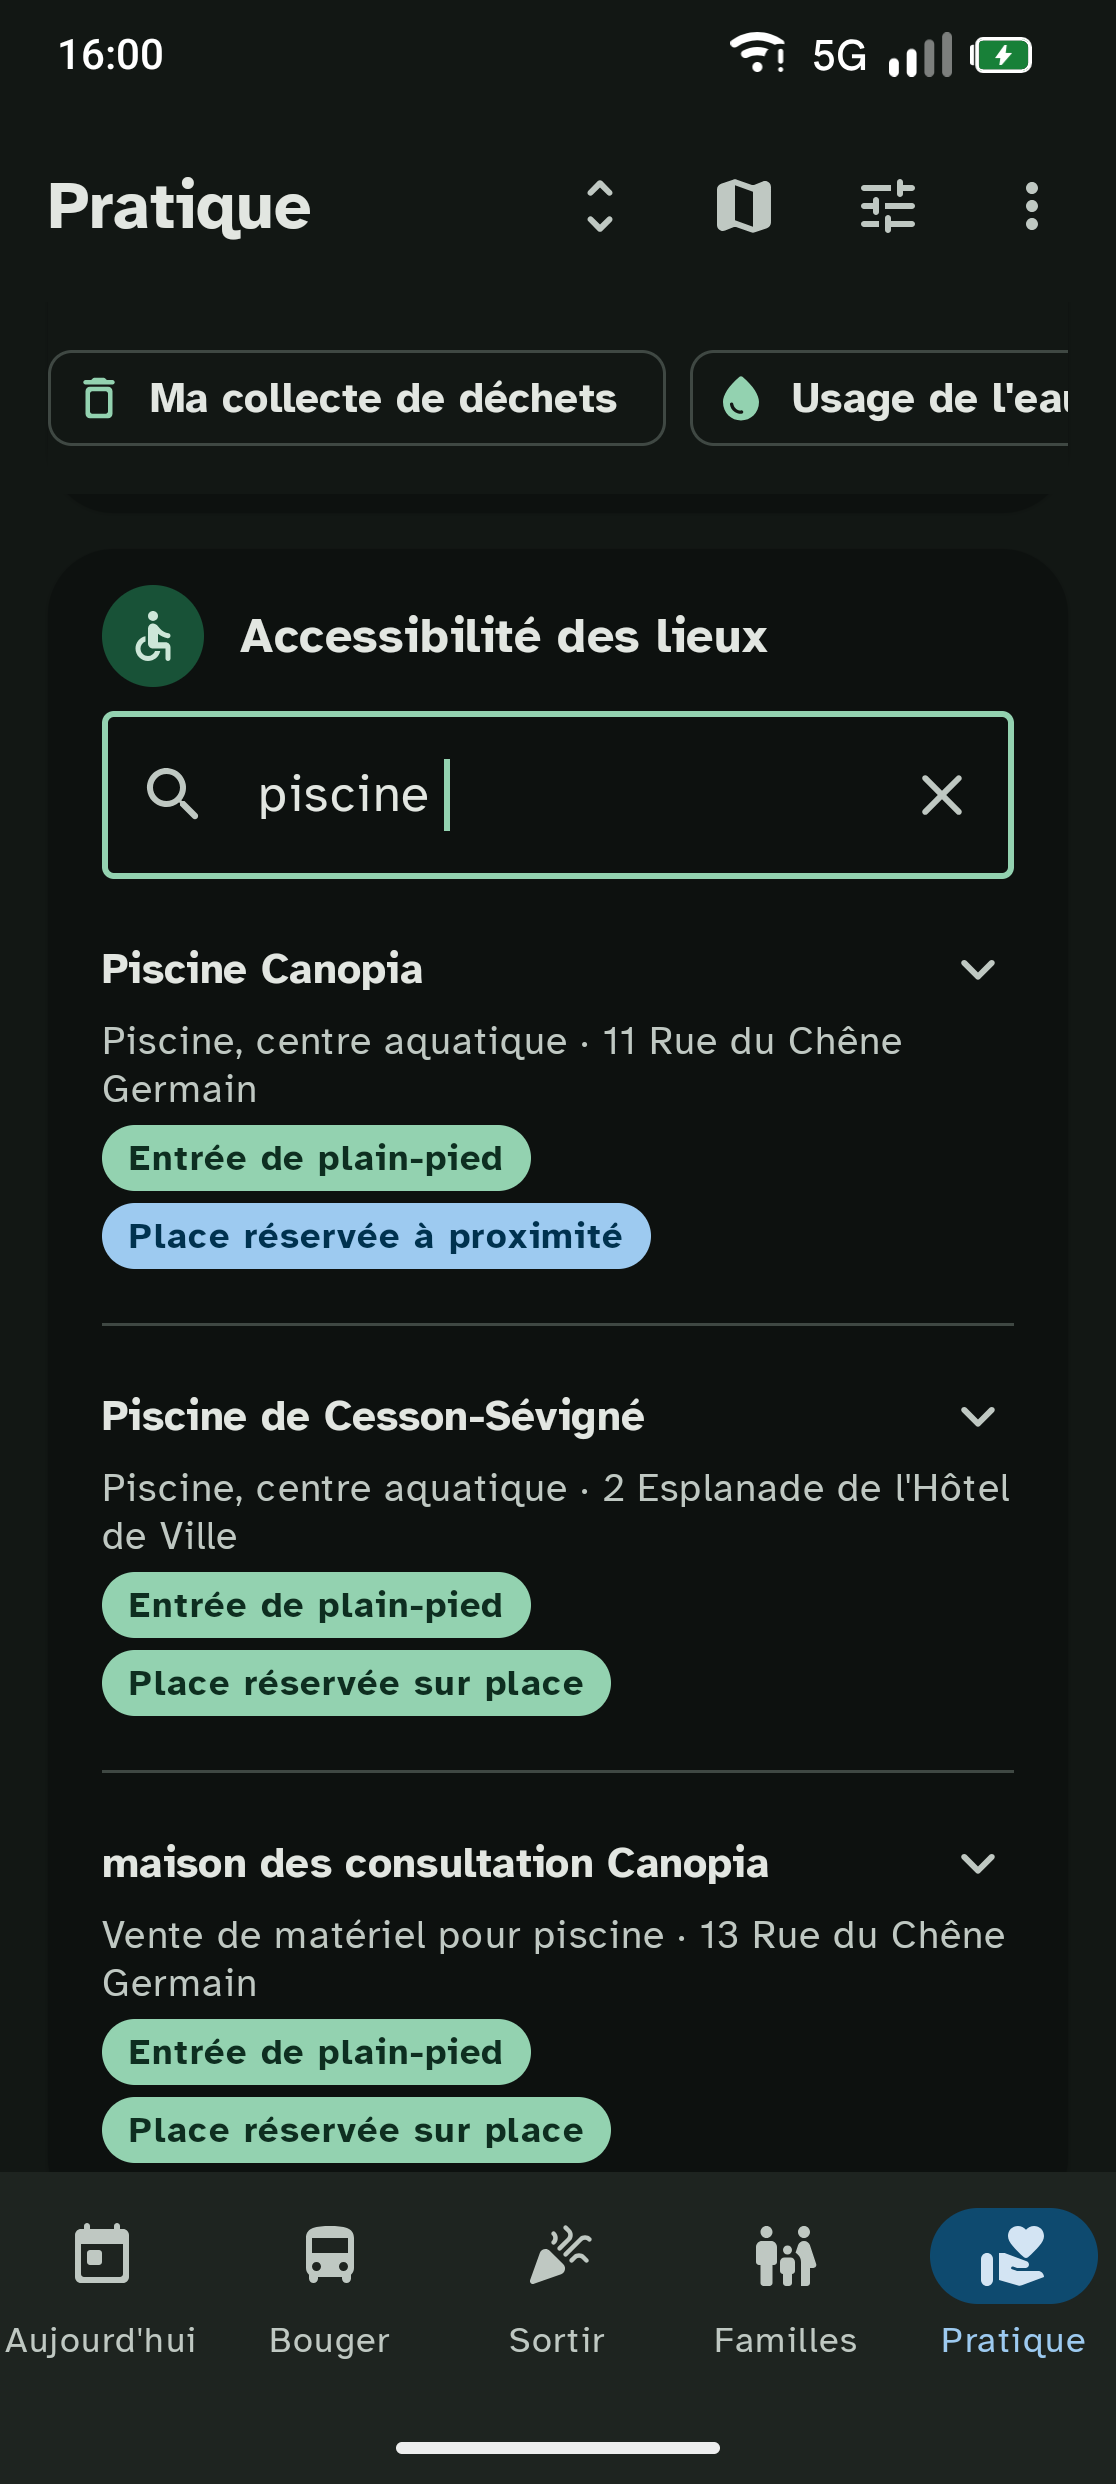 16:00
5G
Pratique
Ma collecte de déchets
Usage de l'eau
Accessibilité des lieux
piscine
Piscine Canopia
Piscine, centre aquatique · 11 Rue du Chêne
Germain
Entrée de plain-pied
Place réservée à proximité
Piscine de Cesson-Sévigné
Piscine, centre aquatique · 2 Esplanade de l'Hôtel
de Ville
Entrée de plain-pied
Place réservée sur place
maison des consultation Canopia
Vente de matériel pour piscine · 13 Rue du Chêne
Germain
Entrée de plain-pied
Place réservée sur place
Aujourd'hui
Bouger
Sortir
Familles
Pratique